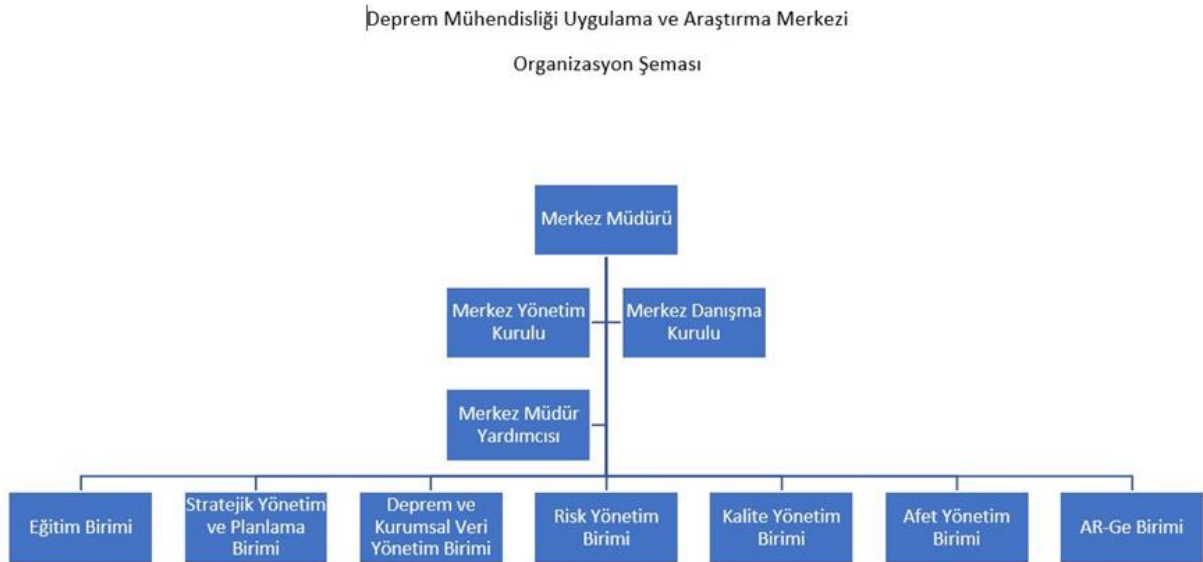 Deprem Mühendisliği Uygulama ve Araştırma Merkezi
Organizasyon Şeması
Merkez Müdürü
Merkez Yönetim
Kurulu
Merkez Danışma
Kurulu
Merkez Müdür
Yardımcısı
Eğitim Birimi
Stratejik Yönetim
ve Planlama
Birimi
Deprem ve
Kurumsal Veri
Yönetim Birimi
Risk Yönetim
Birimi
Kalite Yönetim
Birimi
Afet Yönetim
Birimi
AR-Ge Birimi